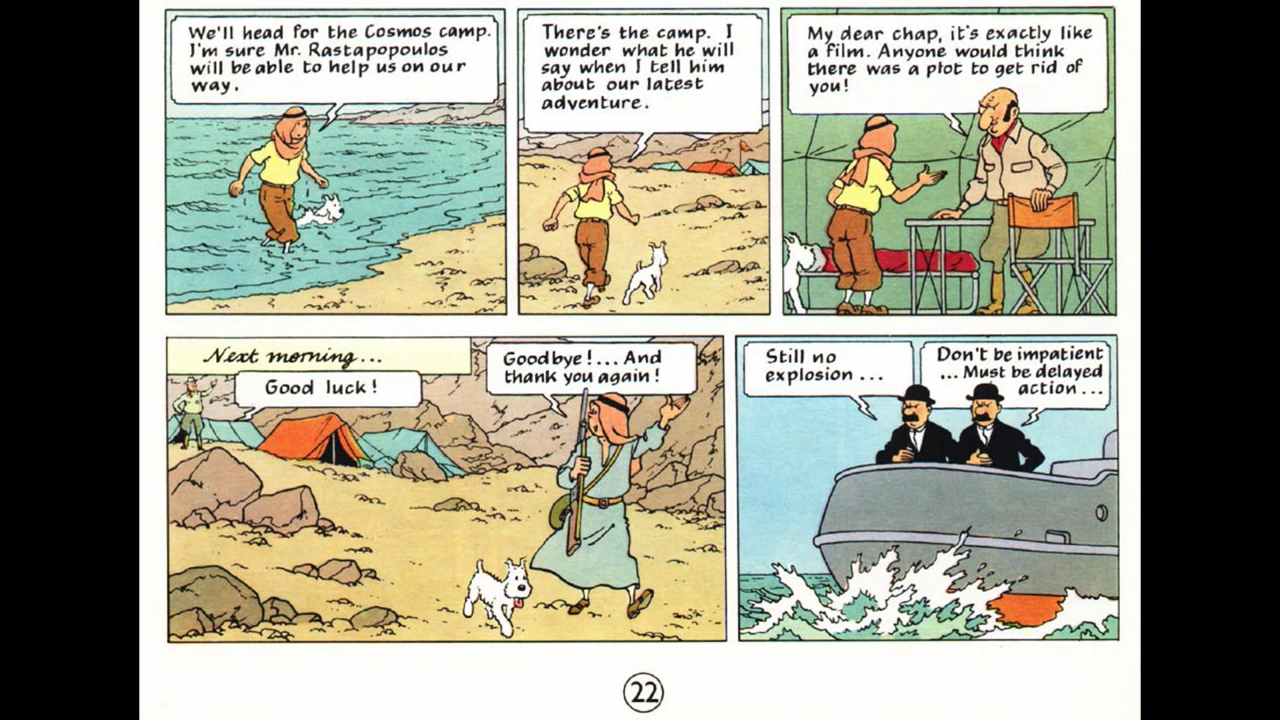 We'll head for the Cosmos camp.
I'm sure Mr. Rastapopoulos
will be able to help us on our
way.
There's the camp. I
wonder what he will
say when I tell him
about our latest
adventure.
My dear chap, it's exactly like
a film. Anyone would think
there was a plot to get rid of
you!
Next morning...
Good luck!
Goodbye!... And
thank you again!
Still no
explosion...
Don't be impatient
... Must be delayed
action...
22